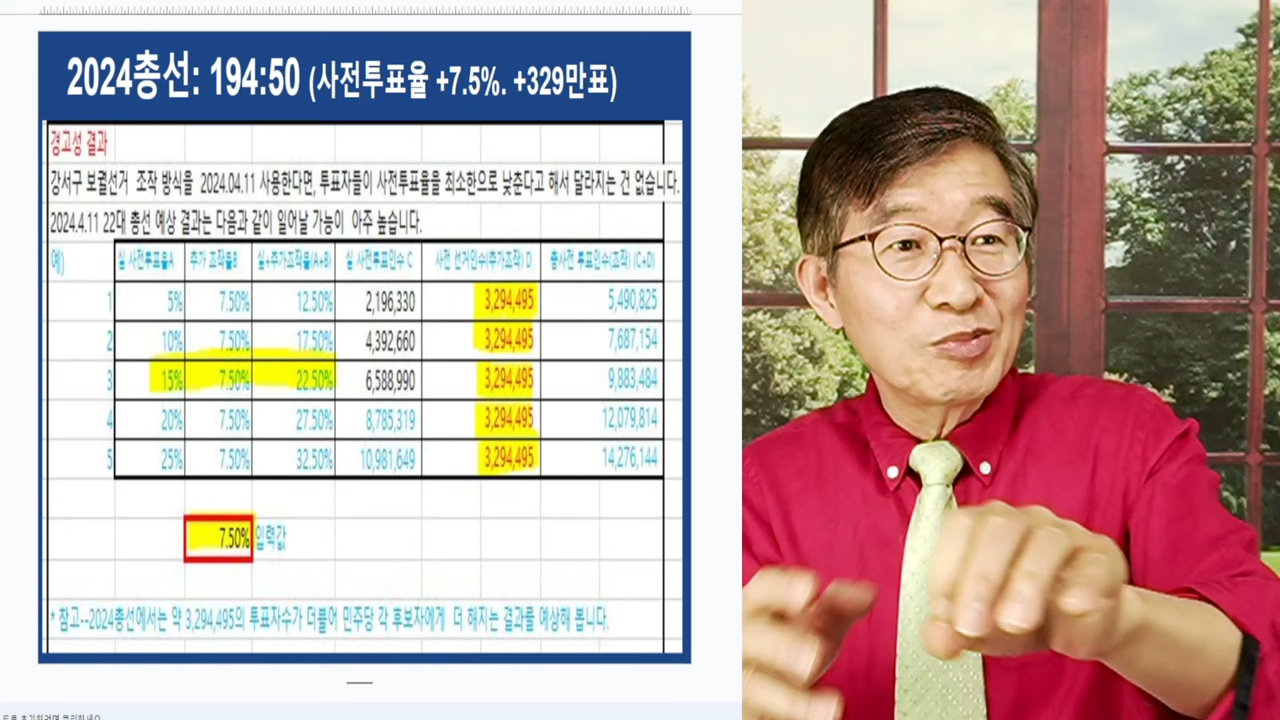 2024총선: 194:50 (사전투표율 +7.5%. +329만표)
경고성 결과
강서구 보궐선거 조작 방식을 2024.04.11 사용한다면, 투표자들이 사전투표율을 최소한으로 낮춘다고 해서 달라지는 건 없습니다.
2024.4.11 22대 총선 예상 결과는 다음과 같이 일어날 가능이 아주 높습니다.
예) 실 사전투표율A 추가 조작율B 실+추가조작율(A+B) 실 사전투표인수 C 사전 선거인수(추가조작) D 총사전 투표인수(조작) (C+D)
1 5% 7.50% 12.50% 2,196,330 3,294,495 5,490,825
2 10% 7.50% 17.50% 4,392,660 3,294,495 7,687,154
3 15% 7.50% 22.50% 6,588,990 3,294,495 9,883,484
4 20% 7.50% 27.50% 8,785,319 3,294,495 12,079,814
5 25% 7.50% 32.50% 10,981,649 3,294,495 14,276,144
7.50% 입력값
* 참고--2024총선에서는 약 3,294,495의 투표자수가 더불어 민주당 각 후보자에게 더 해지는 결과를 예상해 봅니다.